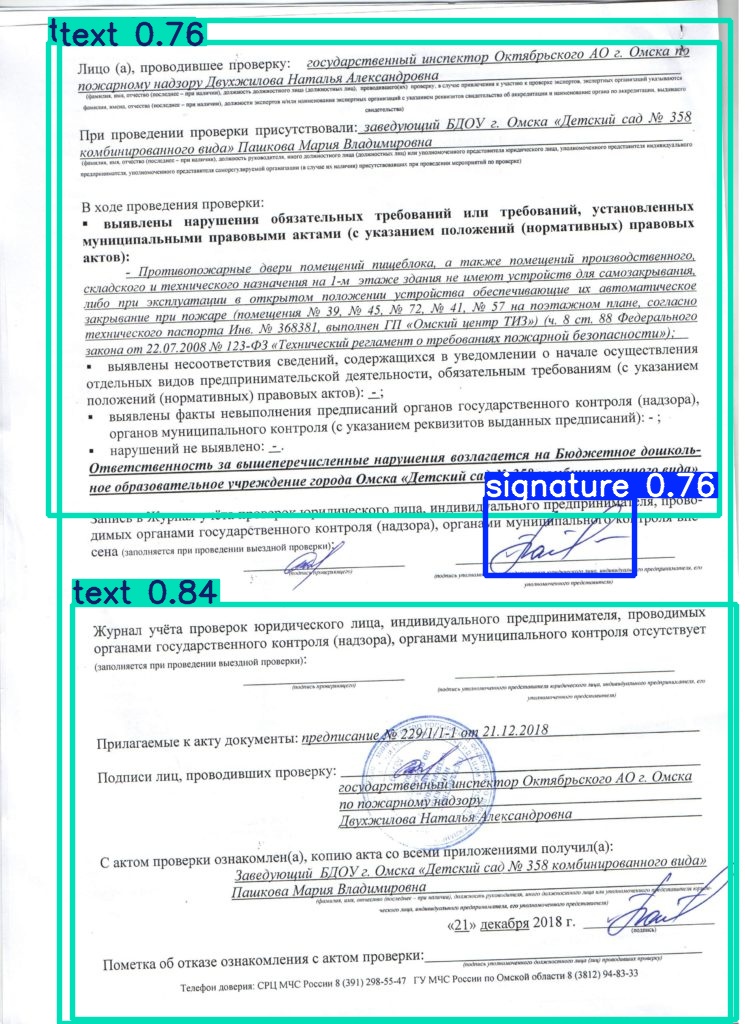 text 0.76
Лицо (а), проводившее проверку: государственный инспектор Октябрьского АО г. Омска по
пожарному надзору Двухжилова Наталья Александровна
(фамилия, имя, отчество (последнее – при наличии), должность должностного лица (должностных лиц), проводившего(их) проверку; в случае привлечения к участию к проверке экспертов, экспертных организаций указываются
фамилии, имена, отчества (последнее – при наличии), должности экспертов и/или наименования экспертных организаций с указанием реквизитов свидетельства об аккредитации и наименование органа по аккредитации, выдавшего
свидетельство)
При проведении проверки присутствовали: заведующий БДОУ г. Омска «Детский сад № 358
комбинированного вида» Пашкова Мария Владимировна
(фамилия, имя, отчество (последнее – при наличии), должность руководителя, иного должностного лица (должностных лиц) или уполномоченного представителя юридического лица, уполномоченного представителя индивидуального
предпринимателя, уполномоченного представителя саморегулируемой организации (в случае их наличия) присутствовавших при проведении мероприятий по проверке)
В ходе проведения проверки:
▪ выявлены нарушения обязательных требований или требований, установленных
муниципальными правовыми актами (с указанием положений (нормативных) правовых
актов):
- Противопожарные двери помещений пищеблока, а также помещений производственного,
складского и технического назначения на 1-м этаже здания не имеют устройств для самозакрывания,
либо при эксплуатации в открытом положении устройства обеспечивающие их автоматическое
закрывание при пожаре (помещения № 39, № 45, № 72, № 41, № 57 на поэтажном плане, согласно
технического паспорта Инв. № 368381, выполнен ГП «Омский центр ТИЗ») (ч. 8 ст. 88 Федерального
закона от 22.07.2008 № 123-ФЗ «Технический регламент о требованиях пожарной безопасности»);
▪ выявлены несоответствия сведений, содержащихся в уведомлении о начале осуществления
отдельных видов предпринимательской деятельности, обязательным требованиям (с указанием
положений (нормативных) правовых актов): - ;
▪ выявлены факты невыполнения предписаний органов государственного контроля (надзора),
органов муниципального контроля (с указанием реквизитов выданных предписаний): - ;
▪ нарушений не выявлено: - .
Ответственность за вышеперечисленные нарушения возлагается на Бюджетное дошколь-
ное образовательное учреждение города Омска «Детский сад № 358 комбинированного вида»
signature 0.76
Запись в Журнал учёта проверок юридического лица, индивидуального предпринимателя, прово-
димых органами государственного контроля (надзора), органами муниципального контроля вне-
сена (заполняется при проведении выездной проверки):
(подпись проверяющего)
(подпись уполномоченного представителя юридического лица, индивидуального предпринимателя, его
уполномоченного представителя)
text 0.84
Журнал учёта проверок юридического лица, индивидуального предпринимателя, проводимых
органами государственного контроля (надзора), органами муниципального контроля отсутствует
(заполняется при проведении выездной проверки):
(подпись проверяющего)
(подпись уполномоченного представителя юридического лица, индивидуального предпринимателя, его
уполномоченного представителя)
Прилагаемые к акту документы: предписание № 229/1/1-1 от 21.12.2018
Подписи лиц, проводивших проверку:
государственный инспектор Октябрьского АО г. Омска
по пожарному надзору
Двухжилова Наталья Александровна
С актом проверки ознакомлен(а), копию акта со всеми приложениями получил(а):
Заведующий БДОУ г. Омска «Детский сад № 358 комбинированного вида»
Пашкова Мария Владимировна
(фамилия, имя, отчество (последнее – при наличии), должность руководителя, иного должностного лица или уполномоченного представителя юриди-
ческого лица, индивидуального предпринимателя, его уполномоченного представителя)
«21» декабря 2018 г.
(подпись)
Пометка об отказе ознакомления с актом проверки:
(подпись уполномоченного должностного лица (лиц) проводившего проверку)
Телефон доверия: СРЦ МЧС России 8 (391) 298-55-47 ГУ МЧС России по Омской области 8 (3812) 94-83-33